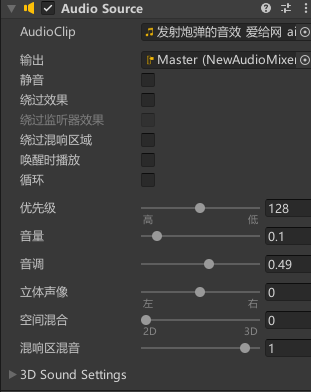 Audio Source
AudioClip 发射炮弹的音效 爱给网 ai
输出 Master (NewAudioMixe
静音
绕过效果
绕过监听器效果
绕过混响区域
唤醒时播放
循环
优先级 128
高 低
音量 0.1
音调 0.49
立体声像 0
左 右
空间混合 0
2D 3D
混响区混音 1
3D Sound Settings